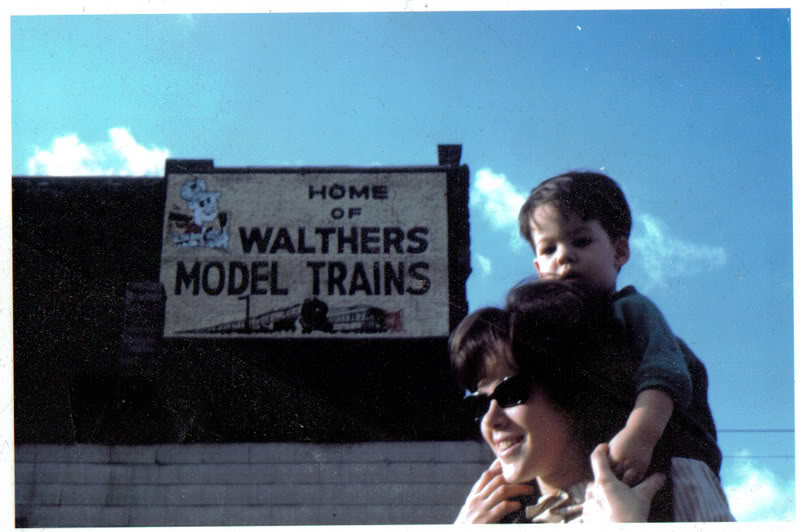 HOME
OF
WALTHERS
MODEL TRAINS